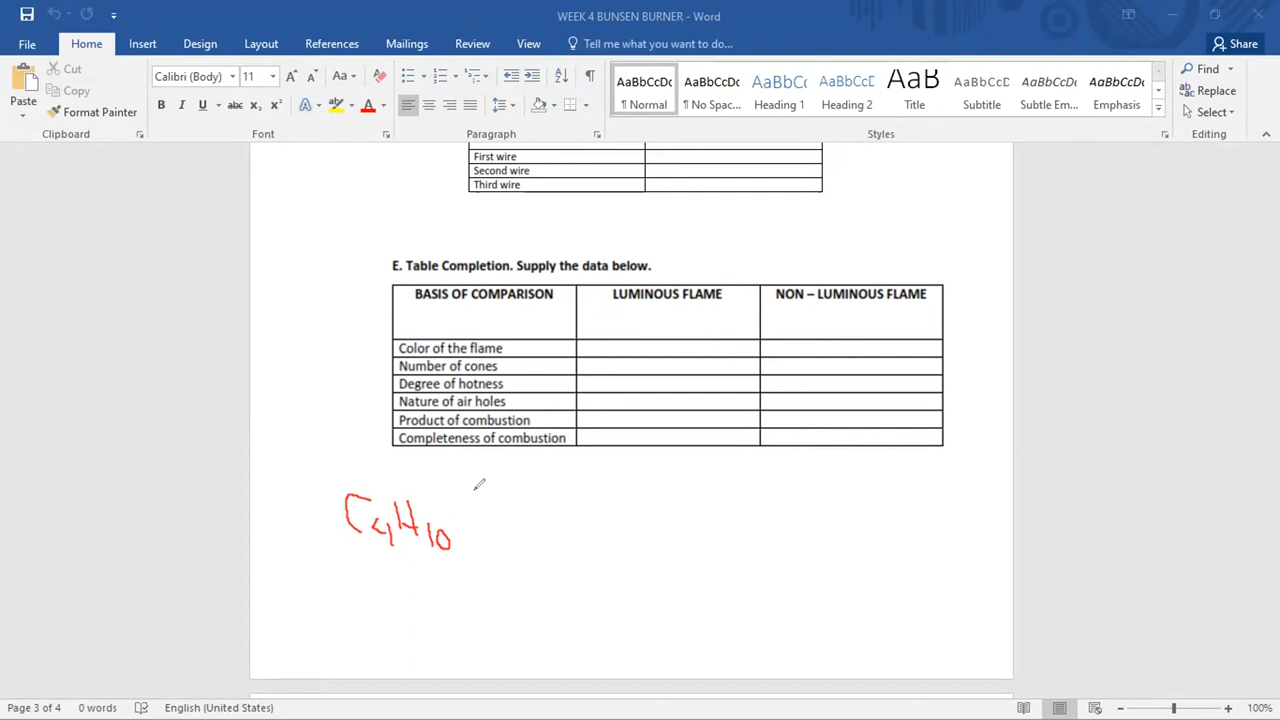 WEEK 4 BUNSEN BURNER - Word
File Home Insert Design Layout References Mailings Review View Tell me what you want to do... Share
Paste Cut Copy Format Painter
Calibri (Body) 11 Aa
B I U abc x₂ x² A A
AaBbCcDc AaBbCcDc AaBbCc AaBbCcD AaB AaBbCcD AaBbCcDc AaBbCcDc
¶ Normal ¶ No Spac... Heading Heading 2 Title Subtitle Subtle Em... Emphasis
Find Replace Select
Clipboard Font Paragraph Styles Editing
First wire
Second wire
Third wire
E. Table Completion. Supply the data below.
BASIS OF COMPARISON LUMINOUS FLAME NON – LUMINOUS FLAME
Color of the flame
Number of cones
Degree of hotness
Nature of air holes
Product of combustion
Completeness of combustion
C₄H₁₀
Page 3 of 4 0 words English (United States) 100%